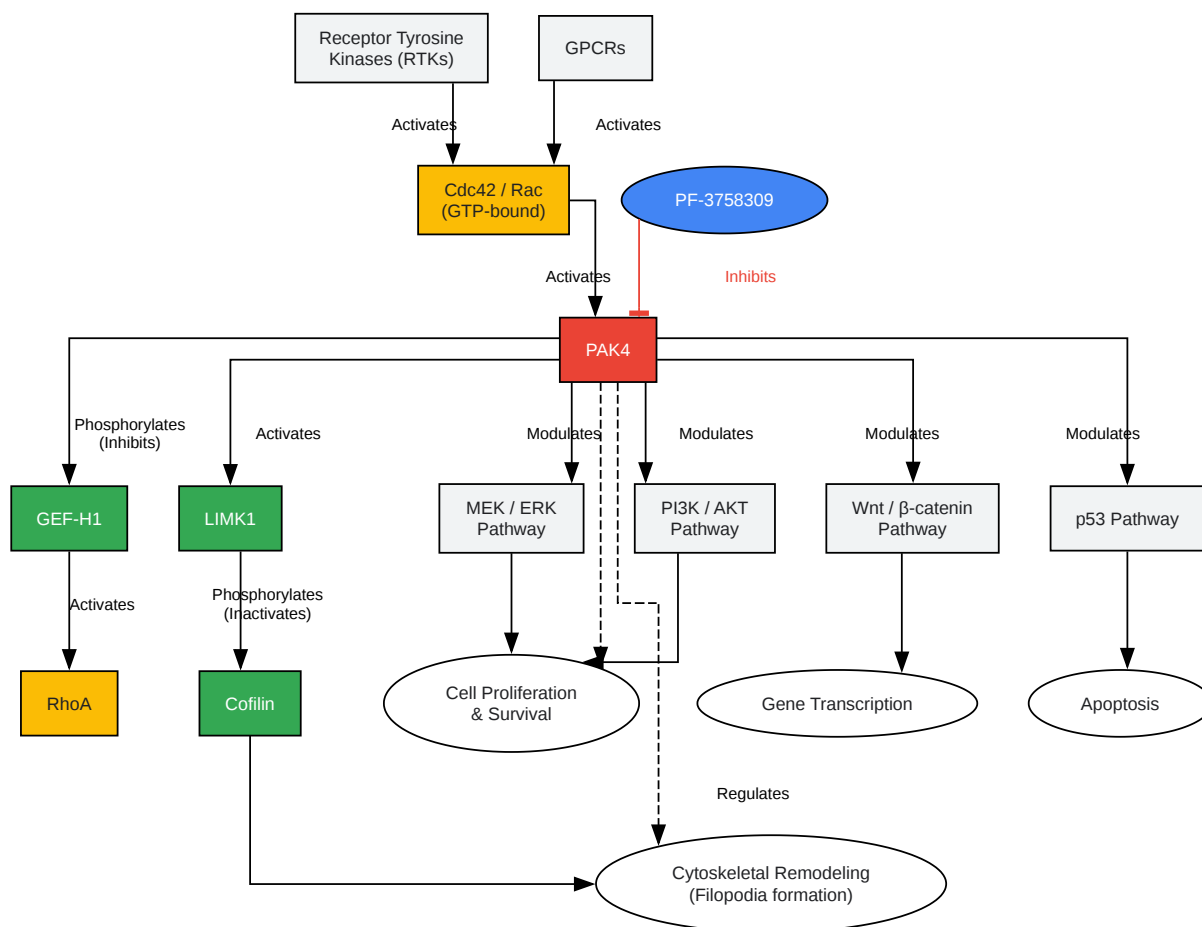 Receptor Tyrosine
Kinases (RTKs)
GPCRs
Activates
Activates
Cdc42 / Rac
(GTP-bound)
PF-3758309
Activates
Inhibits
PAK4
Phosphorylates
(Inhibits)
Activates
Modulates
Modulates
Modulates
Modulates
GEF-H1
LIMK1
MEK / ERK
Pathway
PI3K / AKT
Pathway
Wnt / β-catenin
Pathway
p53 Pathway
Activates
Phosphorylates
(Inactivates)
RhoA
Cofilin
Cell Proliferation
& Survival
Gene Transcription
Apoptosis
Regulates
Cytoskeletal Remodeling
(Filopodia formation)